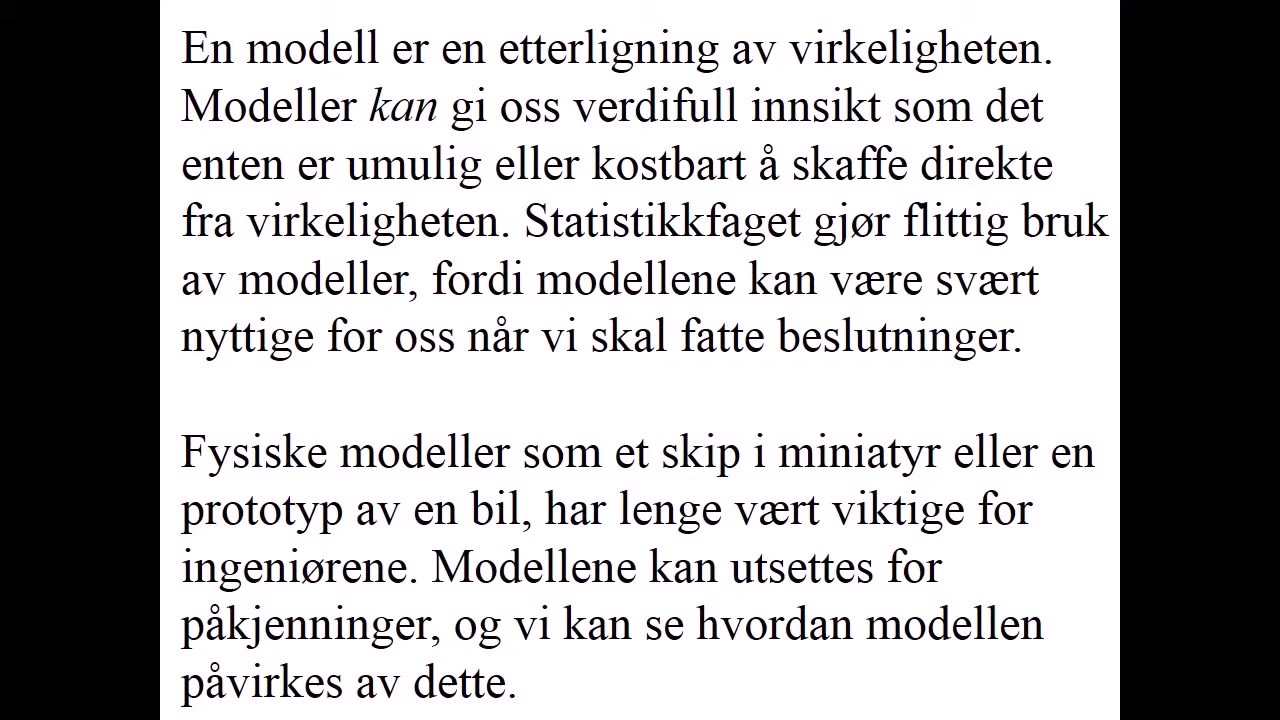 En modell er en etterligning av virkeligheten.
Modeller kan gi oss verdifull innsikt som det
enten er umulig eller kostbart å skaffe direkte
fra virkeligheten. Statistikkfaget gjør flittig bruk
av modeller, fordi modellene kan være svært
nyttige for oss når vi skal fatte beslutninger.
Fysiske modeller som et skip i miniatyr eller en
prototyp av en bil, har lenge vært viktige for
ingeniørene. Modellene kan utsettes for
påkjenninger, og vi kan se hvordan modellen
påvirkes av dette.